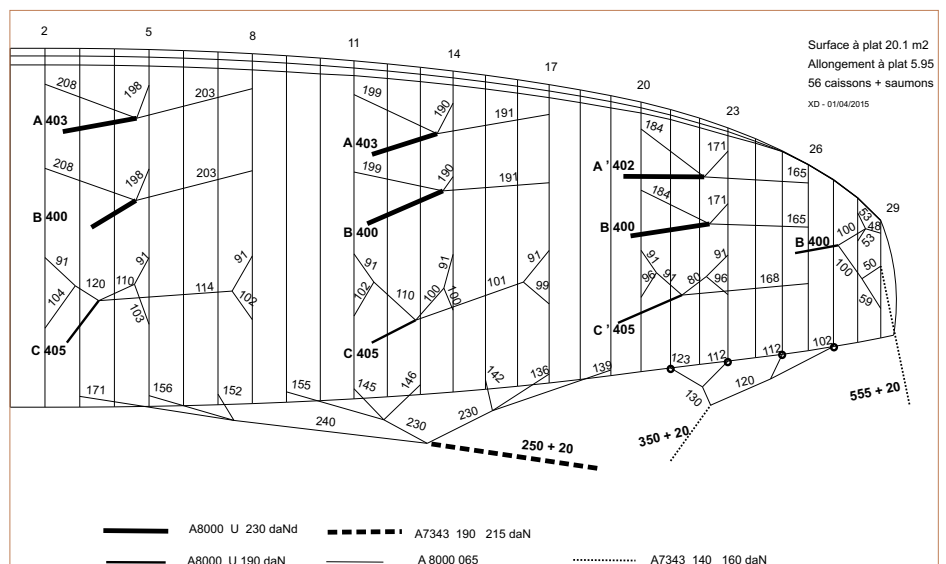 2 5 8 11 14 17 20 23 26 29
Surface à plat 20.1 m2
Allongement à plat 5.95
56 caissons + saumons
XD - 01/04/2015
208 198 203
A 403
208 198 203
B 400
91 120 110 91 114 91
104 103 102
C 405
199 190 191
A 403
199 190 191
B 400
91 110 100 91 100 101 91
102 99
C 405
184 171 165
A ' 402
184 171 165
B 400
91 96 91 80 91 96 168
C ' 405
53 48
100 53
B 400
100 50
59
171 156 152 155 145 146 142 136 139
240 230 230
123 112 112 102
130 120
250 + 20
350 + 20
555 + 20
A8000 U 230 daNd
A7343 190 215 daN
A8000 U 190 daN
A 8000 065
A7343 140 160 daN